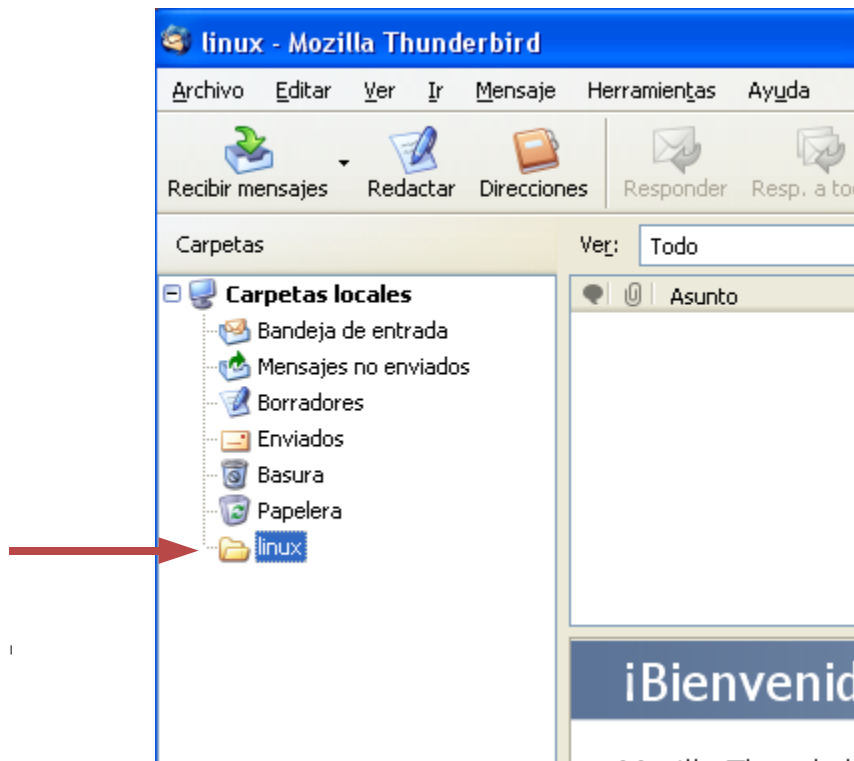 linux - Mozilla Thunderbird
Archivo Editar Ver Ir Mensaje Herramientas Ayuda
Recibir mensajes Redactar Direcciones Responder Resp. a
Carpetas Ver: Todo
Carpetas locales
Asunto
Bandeja de entrada
Mensajes no enviados
Borradores
Enviados
Basura
Papelera
linux
¡Bienvenid